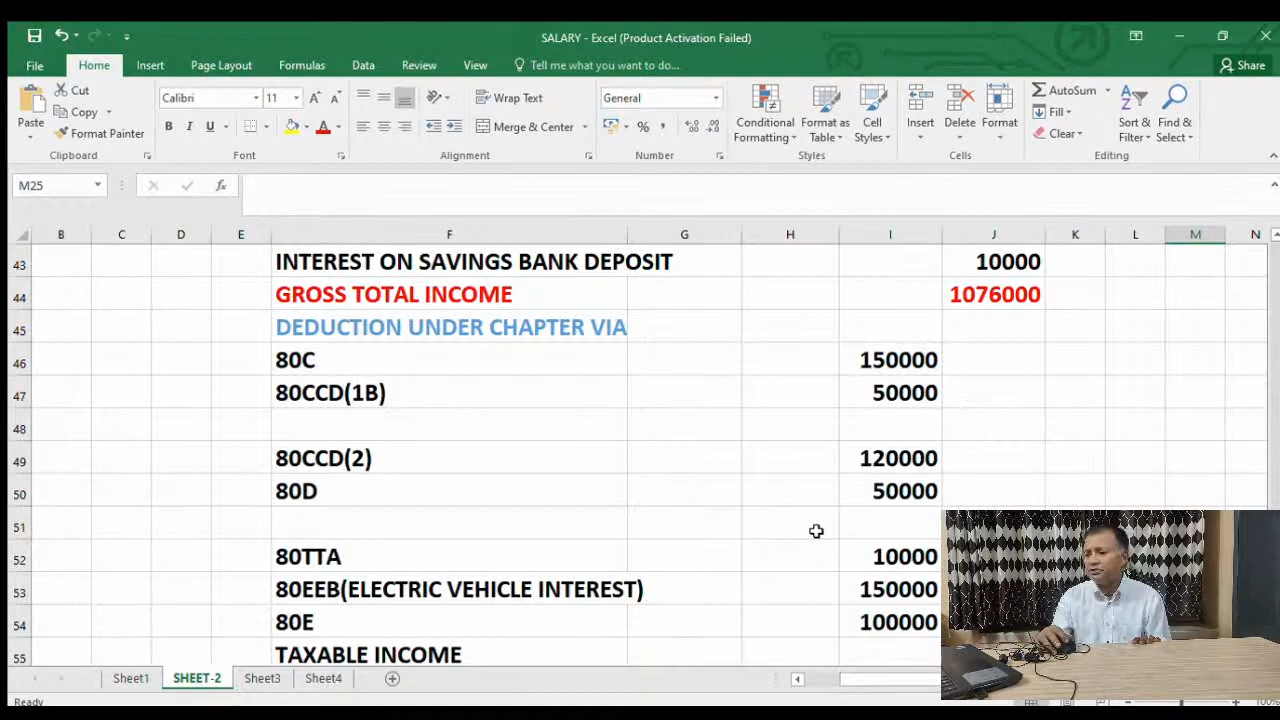 SALARY - Excel (Product Activation Failed)
File Home Insert Page Layout Formulas Data Review View Tell me what you want to do... Share
Paste Cut Copy Format Painter
Calibri 11
B I U
Wrap Text
Merge & Center
General
Conditional Formatting Format as Table Cell Styles
Insert Delete Format
AutoSum Fill Clear
Sort & Filter Find & Select
Clipboard Font Alignment Number Styles Cells Editing
M25 fx
B C D E F G H I J K L M N
43 INTEREST ON SAVINGS BANK DEPOSIT 10000
44 GROSS TOTAL INCOME 1076000
45 DEDUCTION UNDER CHAPTER VIA
46 80C 150000
47 80CCD(1B) 50000
48
49 80CCD(2) 120000
50 80D 50000
51
52 80TTA 10000
53 80EEB(ELECTRIC VEHICLE INTEREST) 150000
54 80E 100000
55 TAXABLE INCOME
Sheet1 SHEET-2 Sheet3 Sheet4
Ready 100%